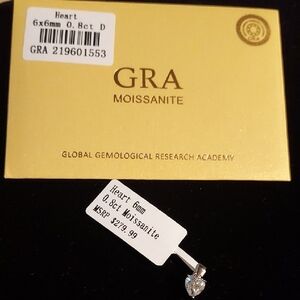 Heart
6x6mm 0.8ct D
GRA 219601553
GRA
MOISSANITE
GLOBAL GEMOLOGICAL RESEARCH ACADEMY
Heart 6mm
0.8ct Moissanite
MSRP $279.99